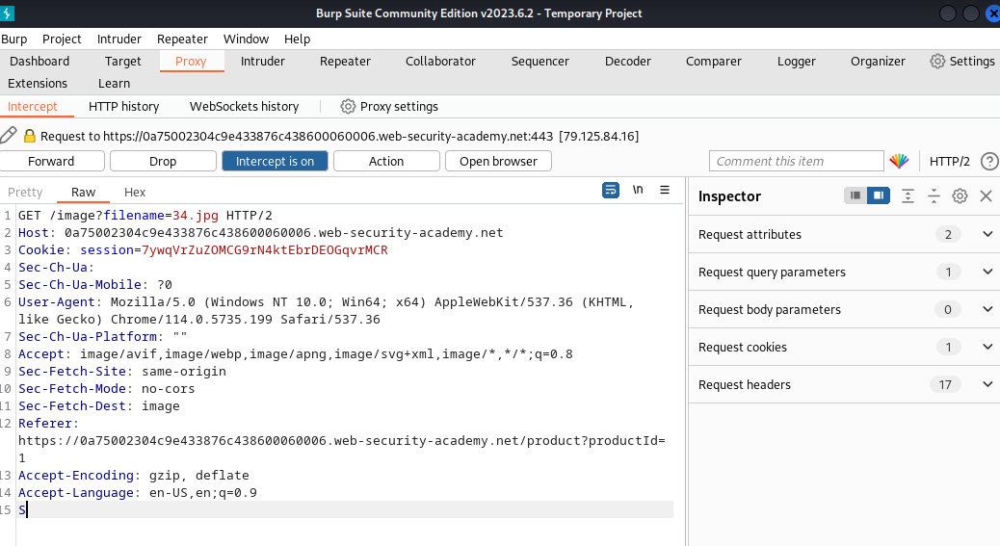 Burp Suite Community Edition v2023.6.2 - Temporary Project
Burp Project Intruder Repeater Window Help
Dashboard Target Proxy Intruder Repeater Collaborator Sequencer Decoder Comparer Logger Organizer Settings
Extensions Learn
Intercept HTTP history WebSockets history Proxy settings
Request to https://0a75002304c9e433876c438600060006.web-security-academy.net:443 [79.125.84.16]
Forward Drop Intercept is on Action Open browser Comment this item HTTP/2 ?
Pretty Raw Hex \n
Inspector
1 GET /image?filename=34.jpg HTTP/2
2 Host: 0a75002304c9e433876c438600060006.web-security-academy.net
3 Cookie: session=7ywqVrZuZOMCG9rN4ktEbrDEOGqvrMCR
4 Sec-Ch-Ua:
5 Sec-Ch-Ua-Mobile: ?0
6 User-Agent: Mozilla/5.0 (Windows NT 10.0; Win64; x64) AppleWebKit/537.36 (KHTML,
like Gecko) Chrome/114.0.5735.199 Safari/537.36
7 Sec-Ch-Ua-Platform: ""
8 Accept: image/avif,image/webp,image/apng,image/svg+xml,image/*,*/*;q=0.8
9 Sec-Fetch-Site: same-origin
10 Sec-Fetch-Mode: no-cors
11 Sec-Fetch-Dest: image
12 Referer:
https://0a75002304c9e433876c438600060006.web-security-academy.net/product?productId=
1
13 Accept-Encoding: gzip, deflate
14 Accept-Language: en-US,en;q=0.9
15 S
Request attributes 2
Request query parameters 1
Request body parameters 0
Request cookies 1
Request headers 17